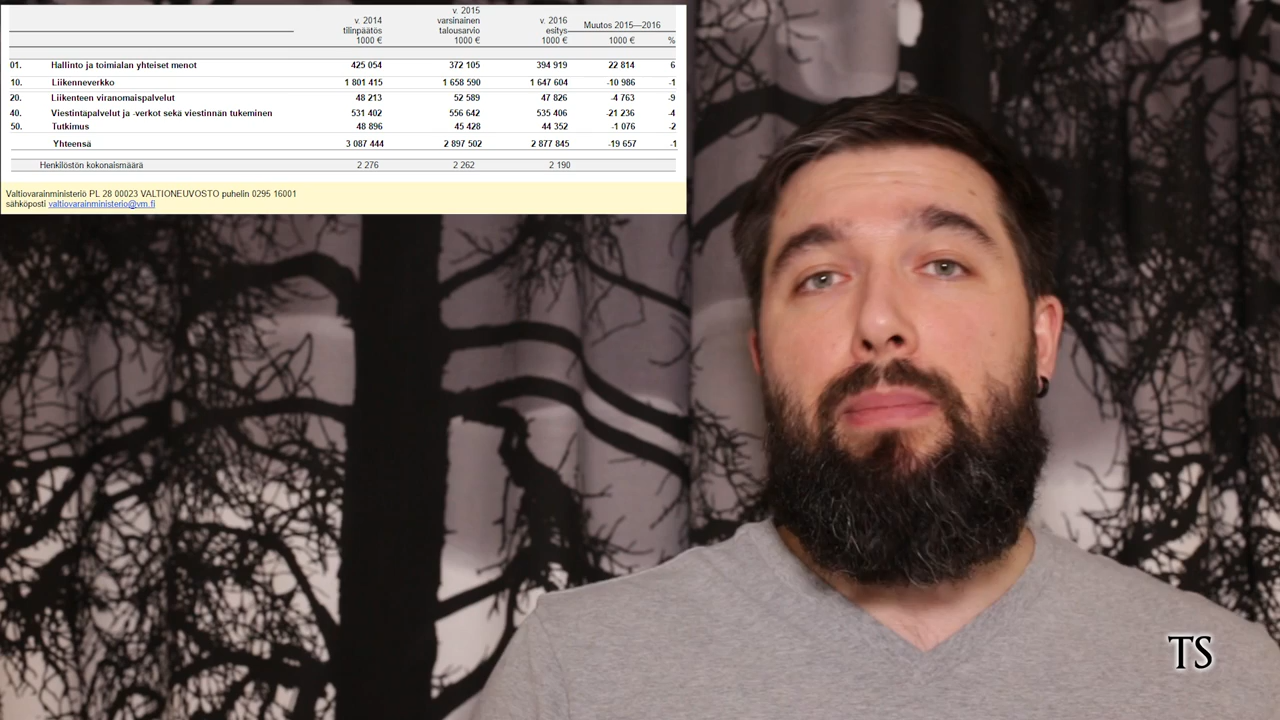 v. 2014 tilinpäätös 1000 €
v. 2015 varsinainen talousarvio 1000 €
v. 2016 esitys 1000 €
Muutos 2015—2016
1000 € %
01. Hallinto ja toimialan yhteiset menot 425 054 372 105 394 919 22 814 6
10. Liikenneverkko 1 801 415 1 658 590 1 647 604 -10 986 -1
20. Liikenteen viranomaispalvelut 48 213 52 589 47 826 -4 763 -9
40. Viestintäpalvelut ja -verkot sekä viestinnän tukeminen 531 402 556 642 535 406 -21 236 -4
50. Tutkimus 48 896 45 428 44 352 -1 076 -2
Yhteensä 3 087 444 2 897 502 2 877 845 -19 657 -1
Henkilöstön kokonaismäärä 2 276 2 262 2 190
Valtiovarainministeriö PL 28 00023 VALTIONEUVOSTO puhelin 0295 16001
sähköposti valtiovarainministerio@vm.fi
TS